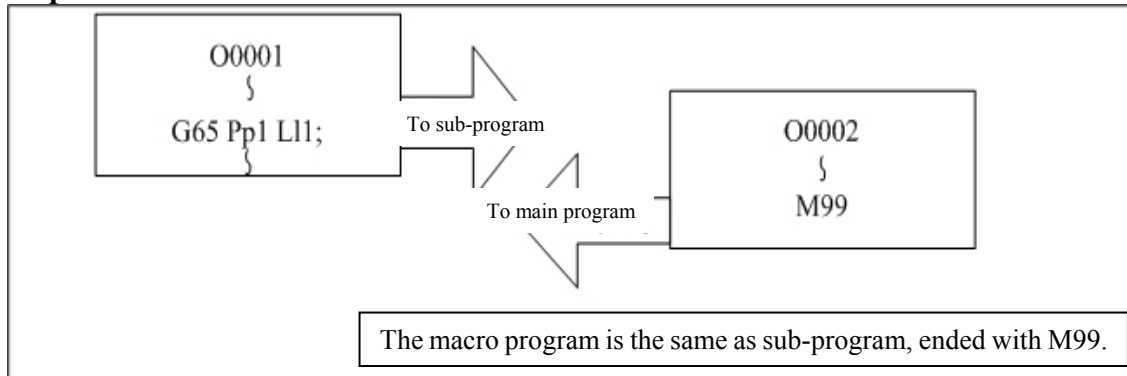 O0001
G65 Pp1 Ll1;
To sub-program
O0002
M99
To main program
The macro program is the same as sub-program, ended with M99.